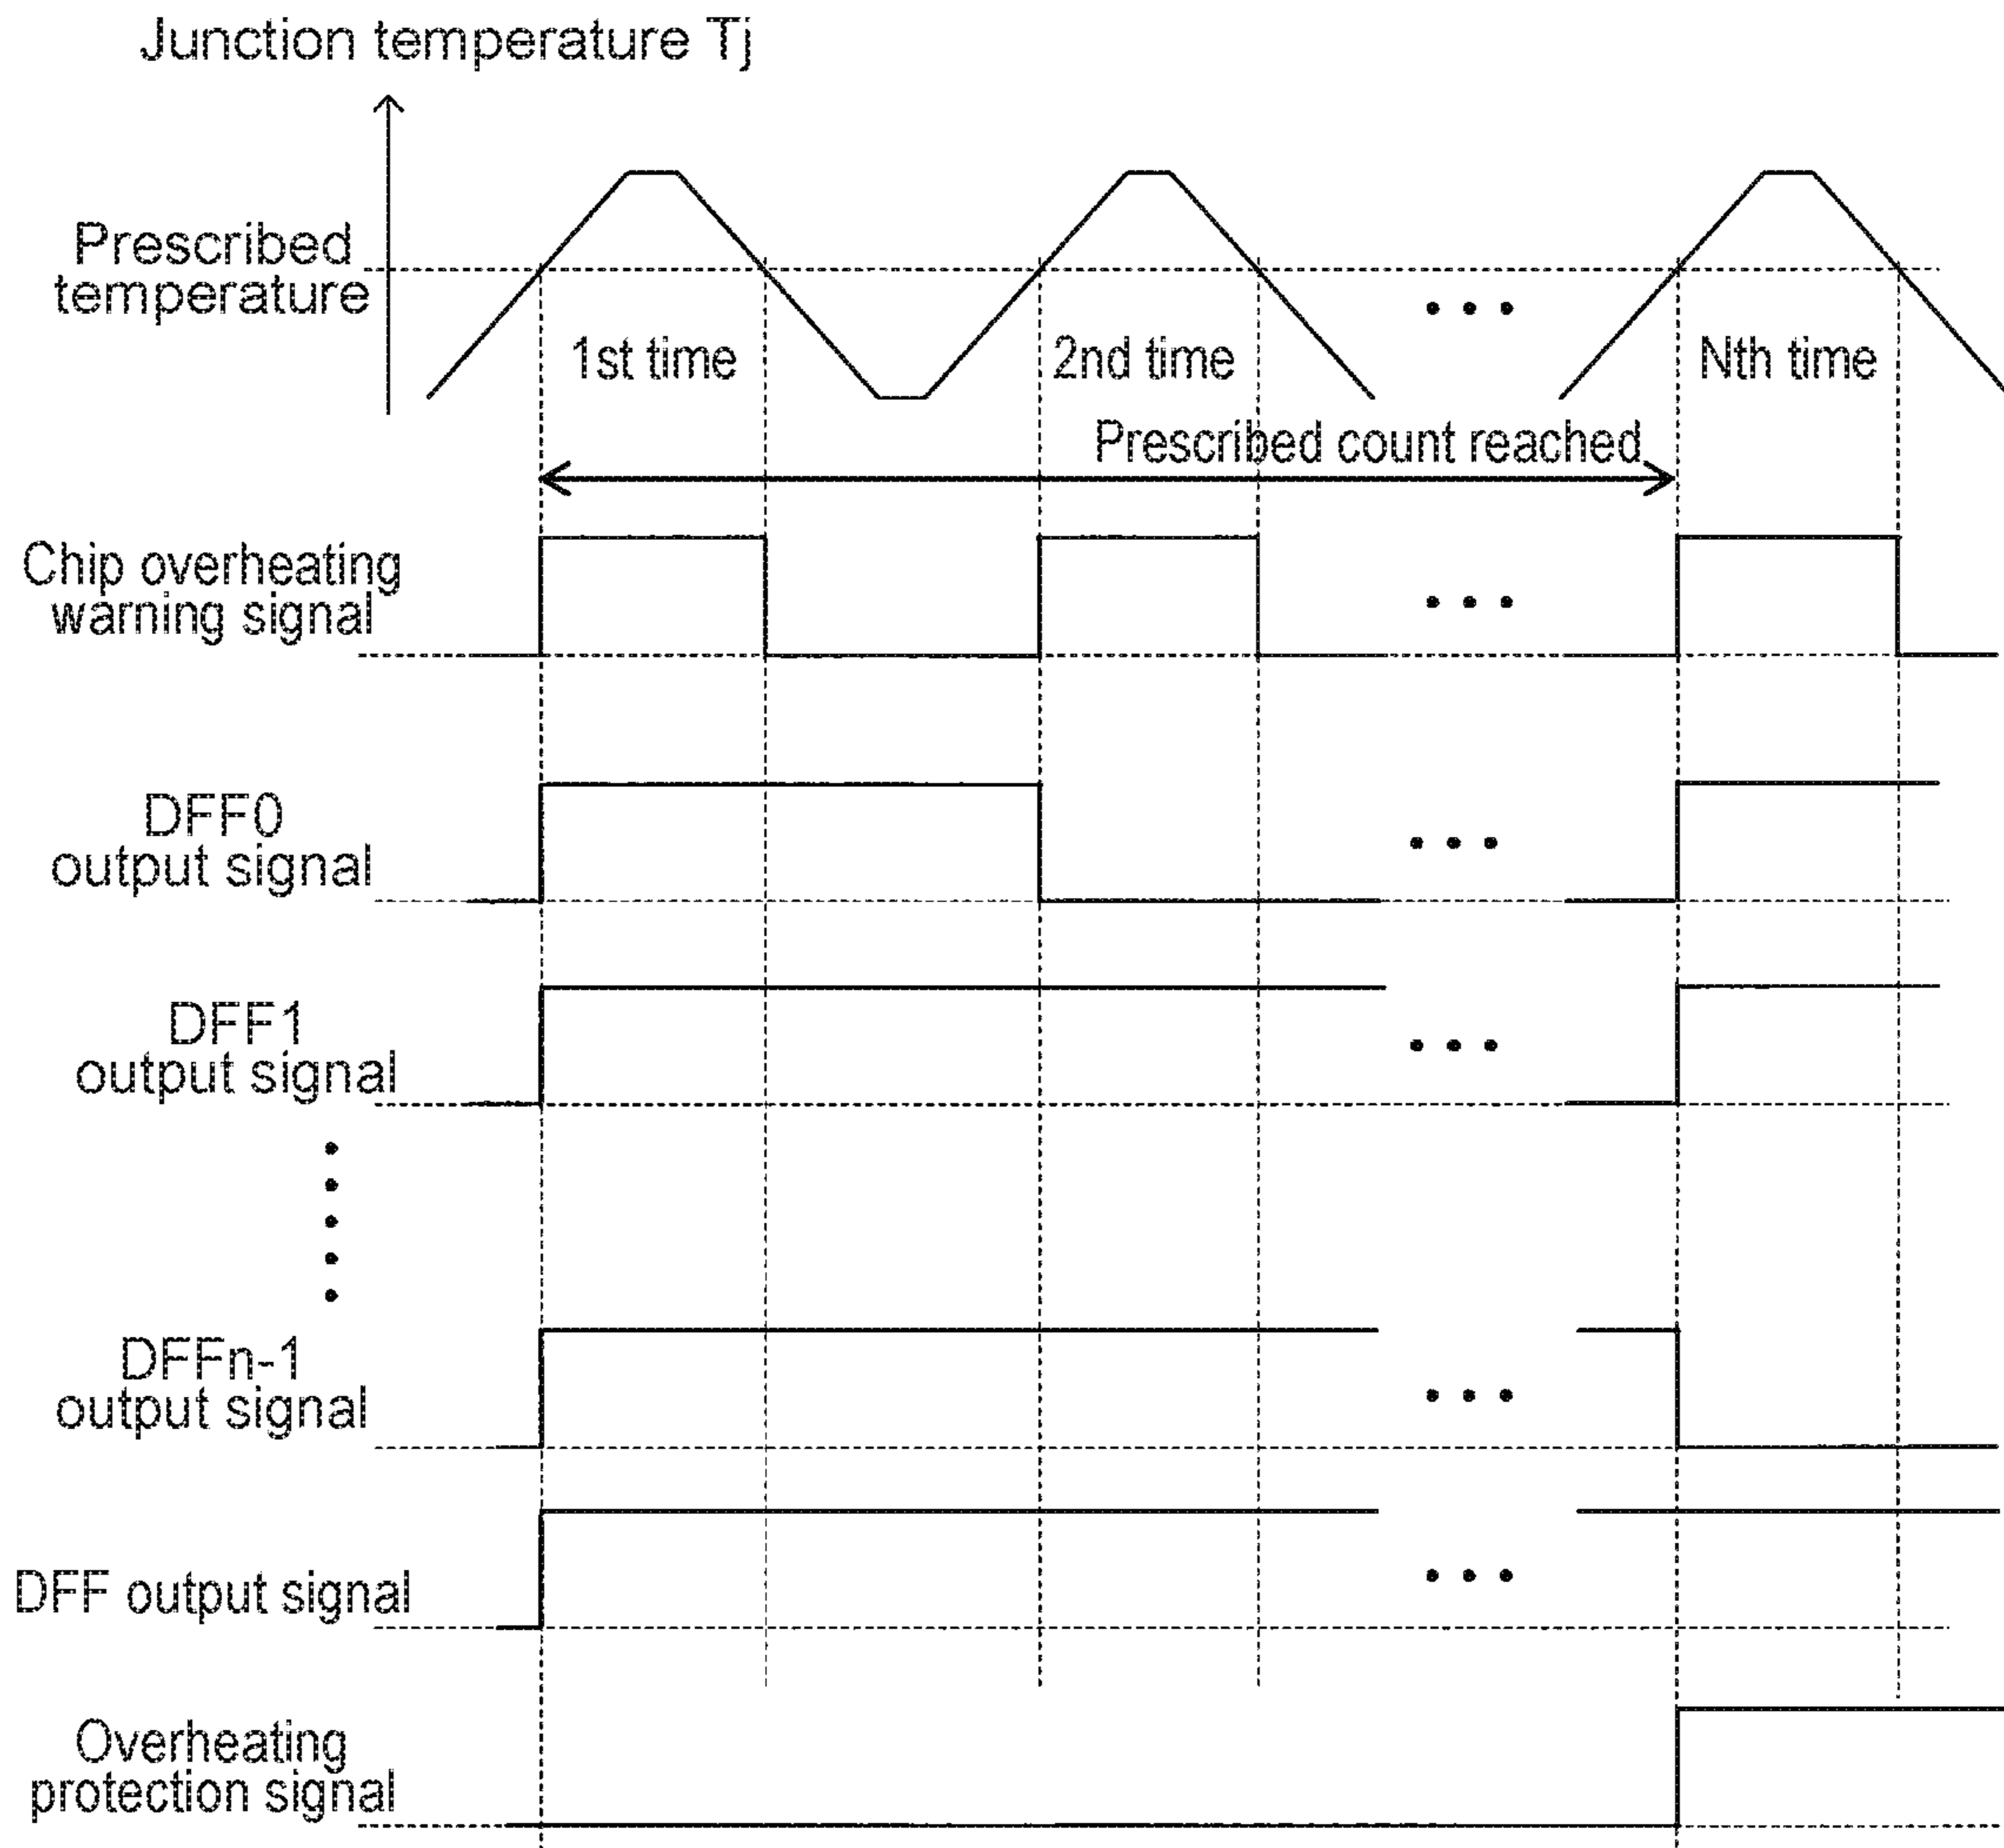 Junction temperature Tj
Prescribed
temperature
1st time
2nd time
Nth time
Prescribed count reached
Chip overheating
warning signal
DFF0
output signal
DFF1
output signal
DFFn-1
output signal
DFF output signal
Overheating
protection signal